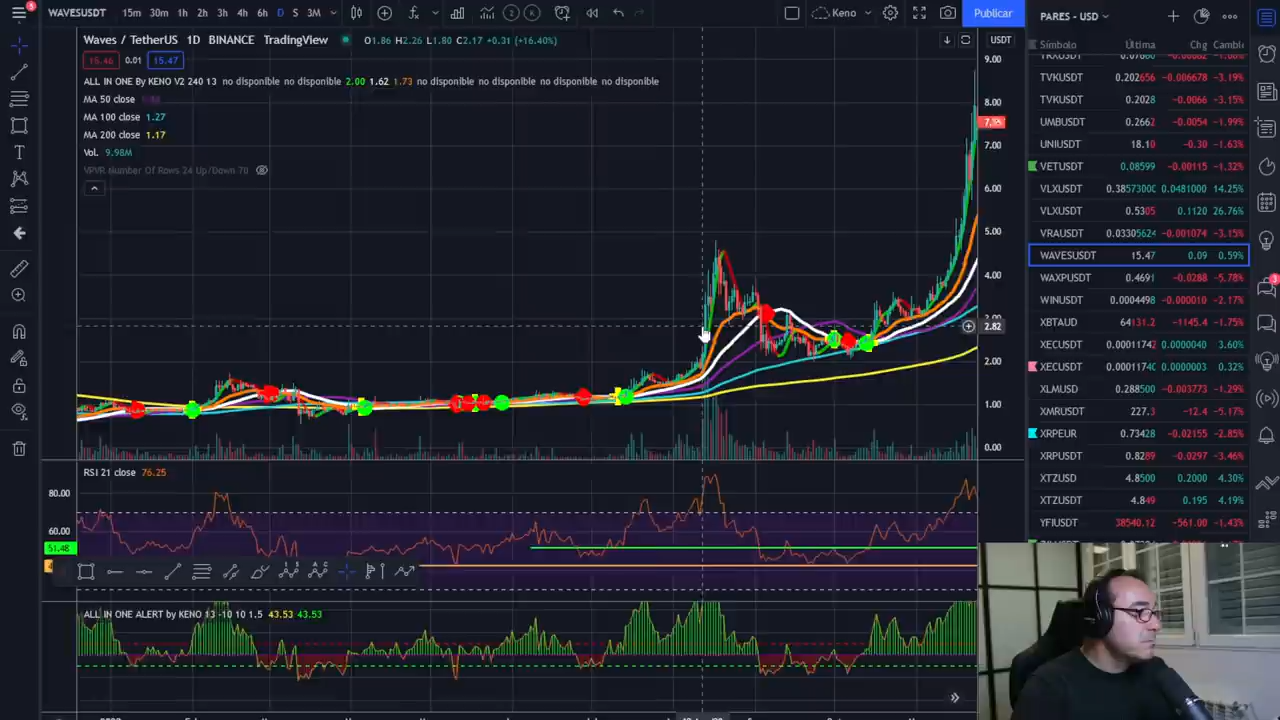 5
WAVESUSDT 15m 30m 1h 2h 3h 4h 6h D S 3M
Keno
Publicar
PARES - USD
Waves / TetherUS 1D BINANCE TradingView O1.86 H2.26 L1.80 C2.17 +0.31 (+16.40%)
USDT
Símbolo Última Chg Cambio
15.46 0.01 15.47
ALL IN ONE By KENO V2 240 13 no disponible no disponible 2.00 1.62 1.73 no disponible no disponible no disponible no disponible
MA 50 close
MA 100 close 1.27
MA 200 close 1.17
Vol. 9.98M
VPVR Number Of Rows 24 Up/Down 70
9.00
8.00
7.00
6.00
5.00
4.00
2.82
2.00
1.00
0.00
TVKUSDT 0.202656 -0.006678 -3.19%
TVKUSDT 0.2028 -0.0066 -3.15%
UMBUSDT 0.2662 -0.0054 -1.99%
UNIUSDT 18.10 -0.30 -1.63%
VETUSDT 0.08599 -0.00115 -1.32%
VLXUSDT 0.3857300C 0.0481000 14.25%
VLXUSDT 0.5305 0.1120 26.76%
VRAUSDT 0.03305624 -0.001074 -3.15%
WAVESUSDT 15.47 0.09 0.59%
WAXPUSDT 0.4691 -0.0288 -5.78%
WINUSDT 0.0004498 -0.000010 -2.17%
XBTAUD 64131.2 -1145.4 -1.75%
XECUSDT 0.00011742 0.0000040 3.60%
XECUSDT 0.0001174C 0.0000003 0.32%
XLMUSD 0.288500 -0.003773 -1.29%
XMRUSDT 227.3 -12.4 -5.17%
XRPEUR 0.73428 -0.02155 -2.85%
XRPUSDT 0.8289 -0.0297 -3.46%
XTZUSD 4.8500 0.2000 4.30%
XTZUSDT 4.849 0.195 4.19%
YFIUSDT 38540.12 -561.00 -1.43%
3
RSI 21 close 76.25
80.00
60.00
51.48
ALL IN ONE ALERT by KENO 13 -10 10 1.5 43.53 43.53